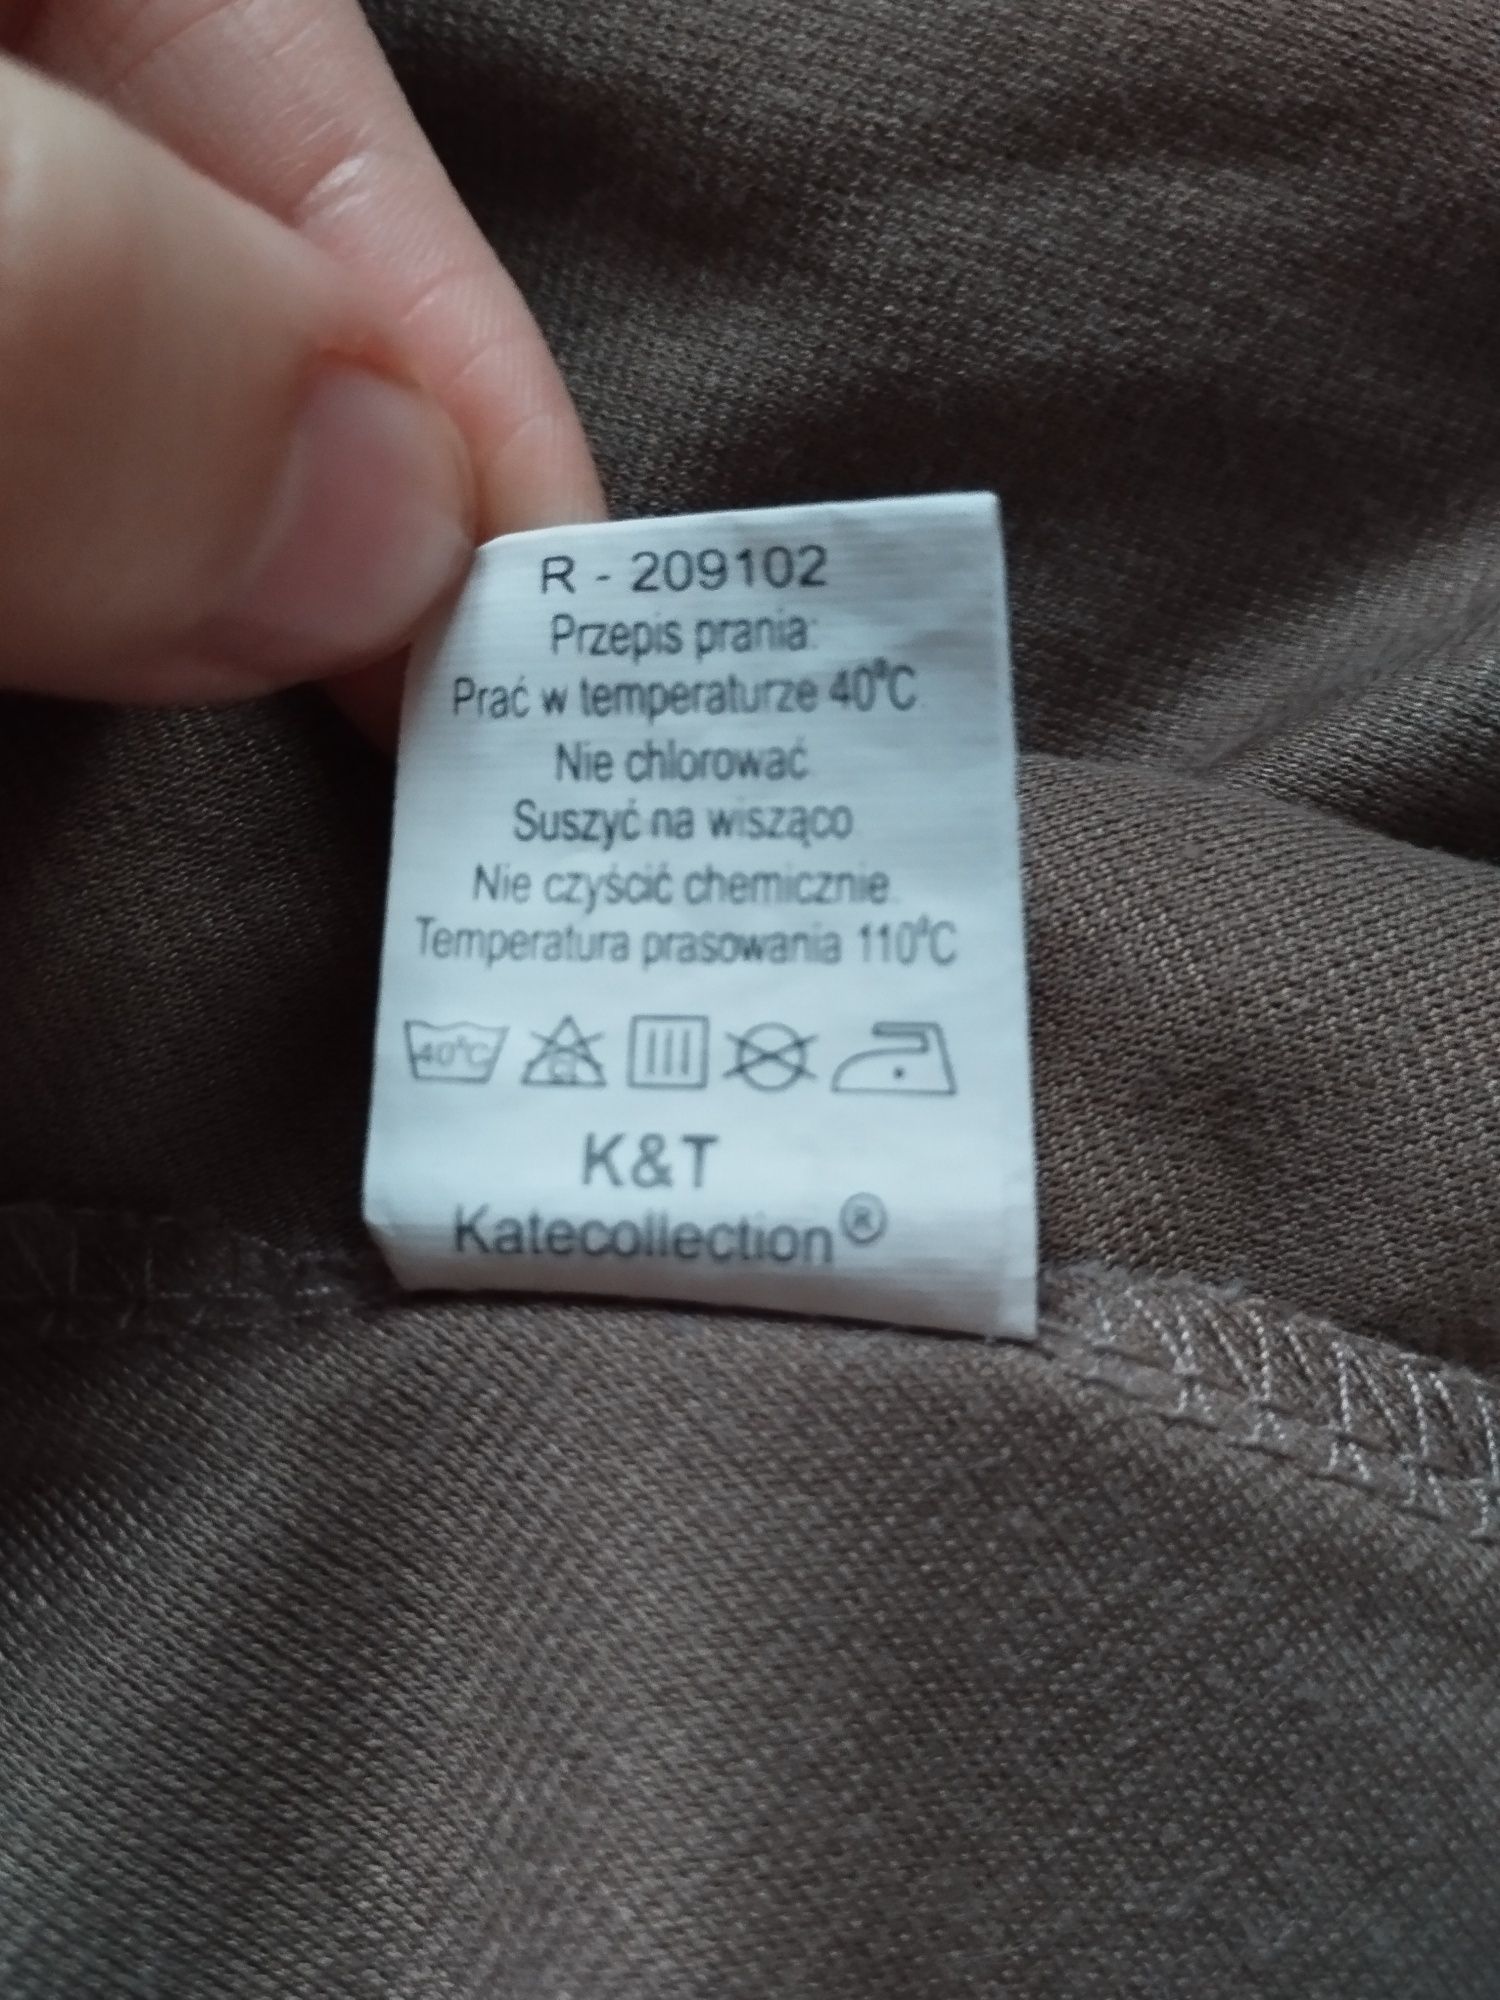 R - 209102
Przepis prania:
Prać w temperaturze 40°C
Nie chlorować
Suszyć na wisząco
Nie czyścić chemicznie.
Temperatura prasowania 110°C
40°C Cl
K&T
Katecollection®